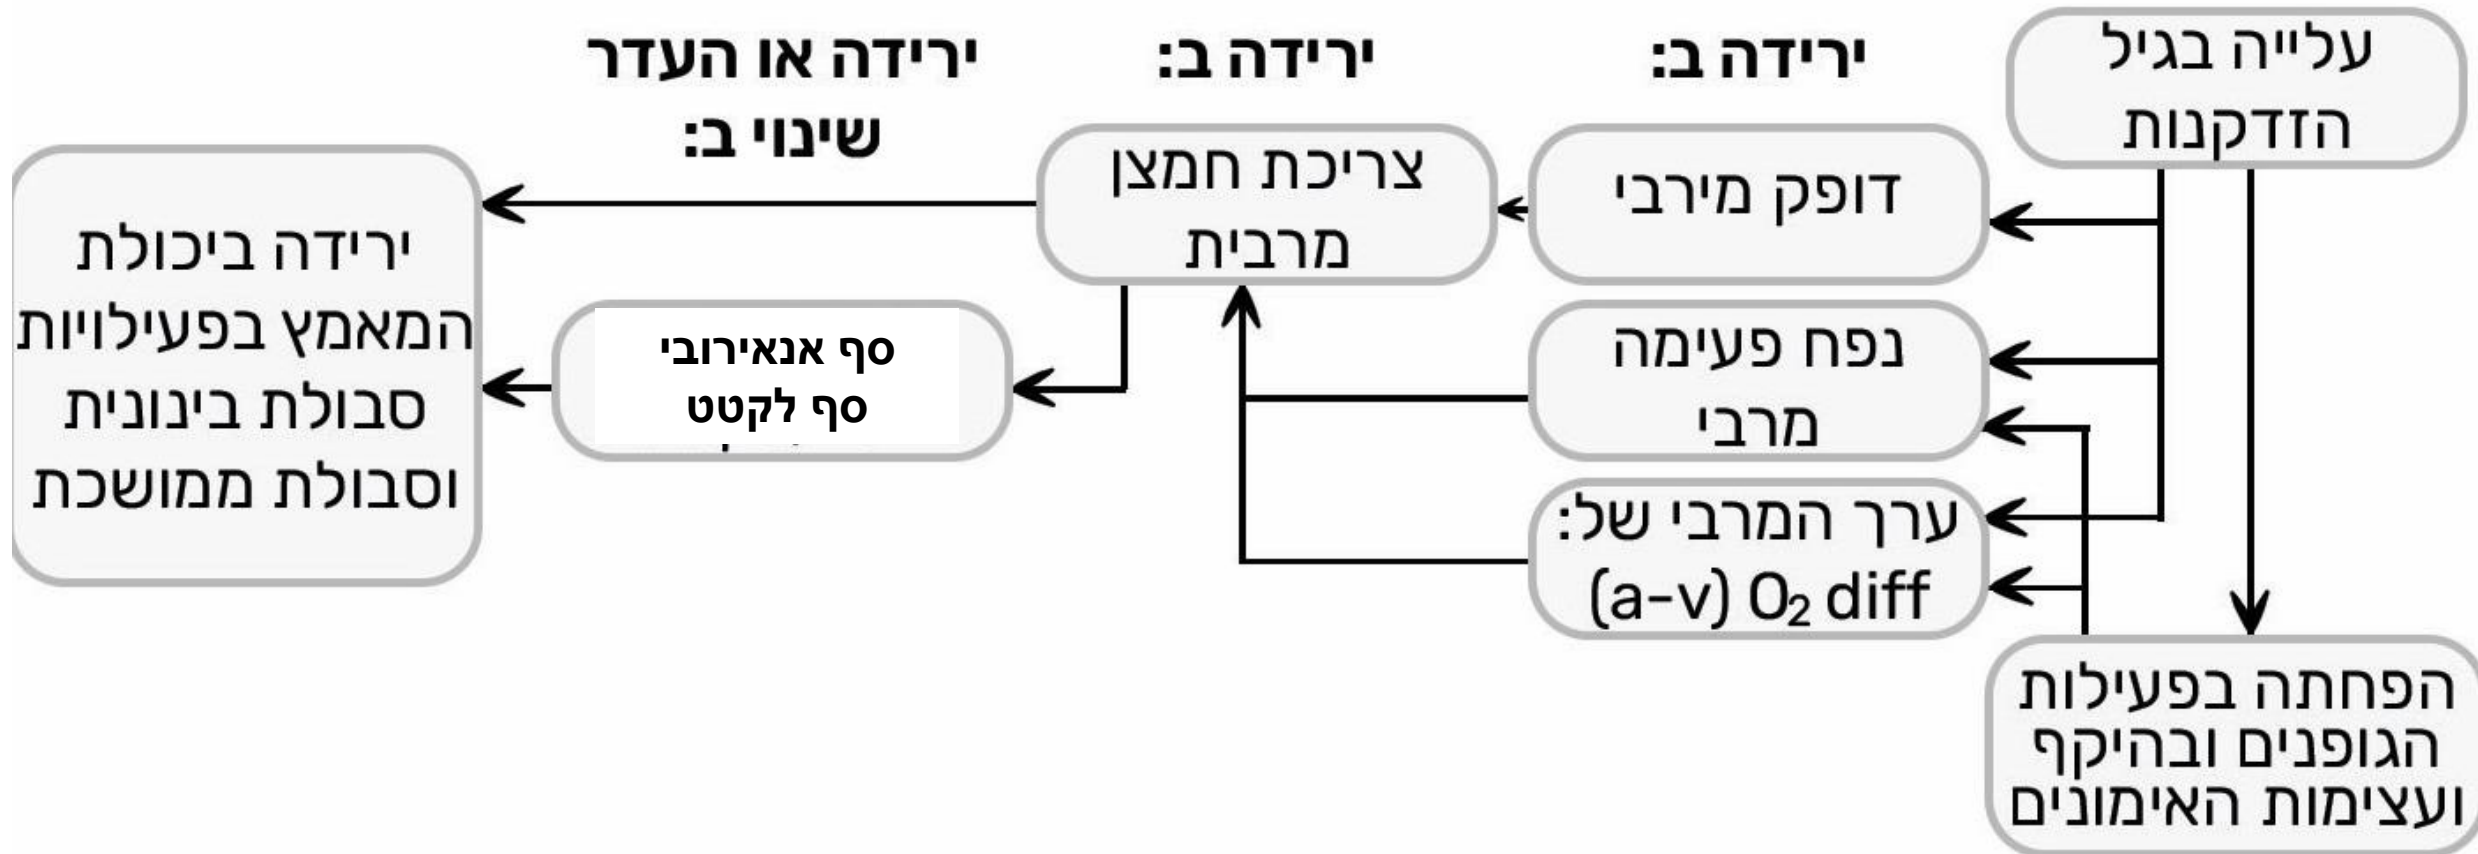 עלייה בגיל
הזדקנות
ירידה ב:
דופק מירבי
נפח פעימה
מרבי
ערך המרבי של:
(a-v) O₂ diff
הפחתה בפעילות
הגופנים ובהיקף
ועצימות האימונים
ירידה ב:
צריכת חמצן
מרבית
ירידה או העדר
שינוי ב:
סף אנאירובי
סף לקטט
ירידה ביכולת
המאמץ בפעילויות
סבולת בינונית
וסבולת ממושכת